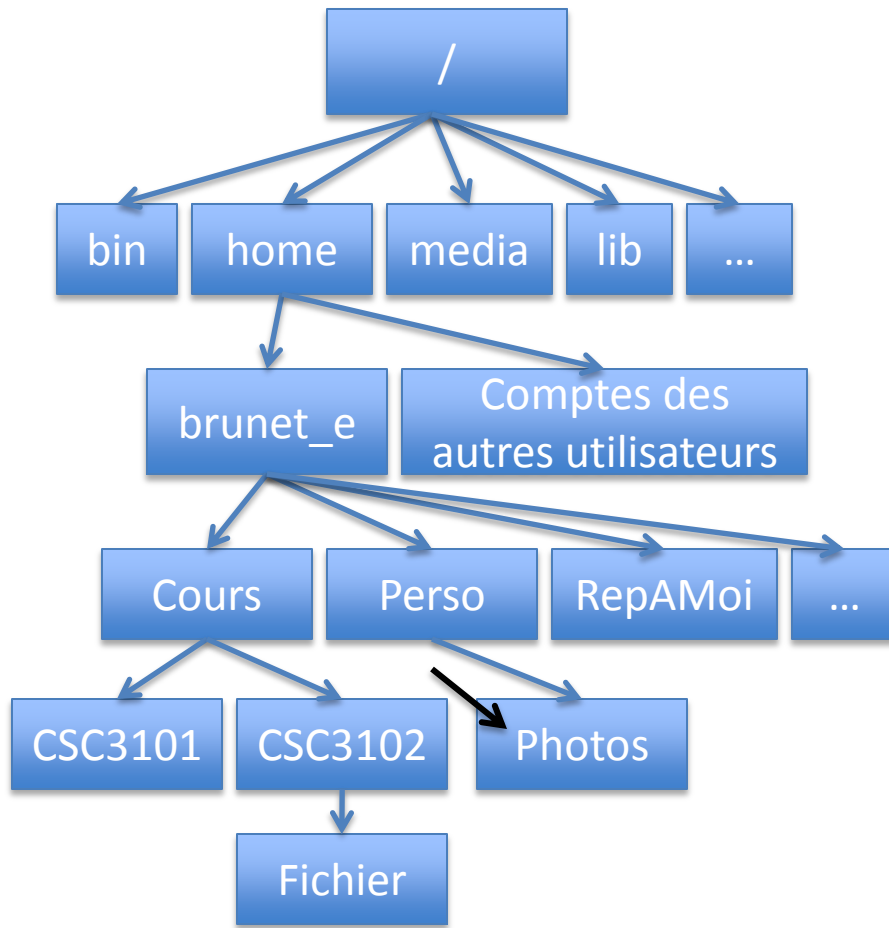 /
bin
home
media
lib
...
brunet_e
Comptes des
autres utilisateurs
Cours
Perso
RepAMoi
...
CSC3101
CSC3102
Photos
Fichier